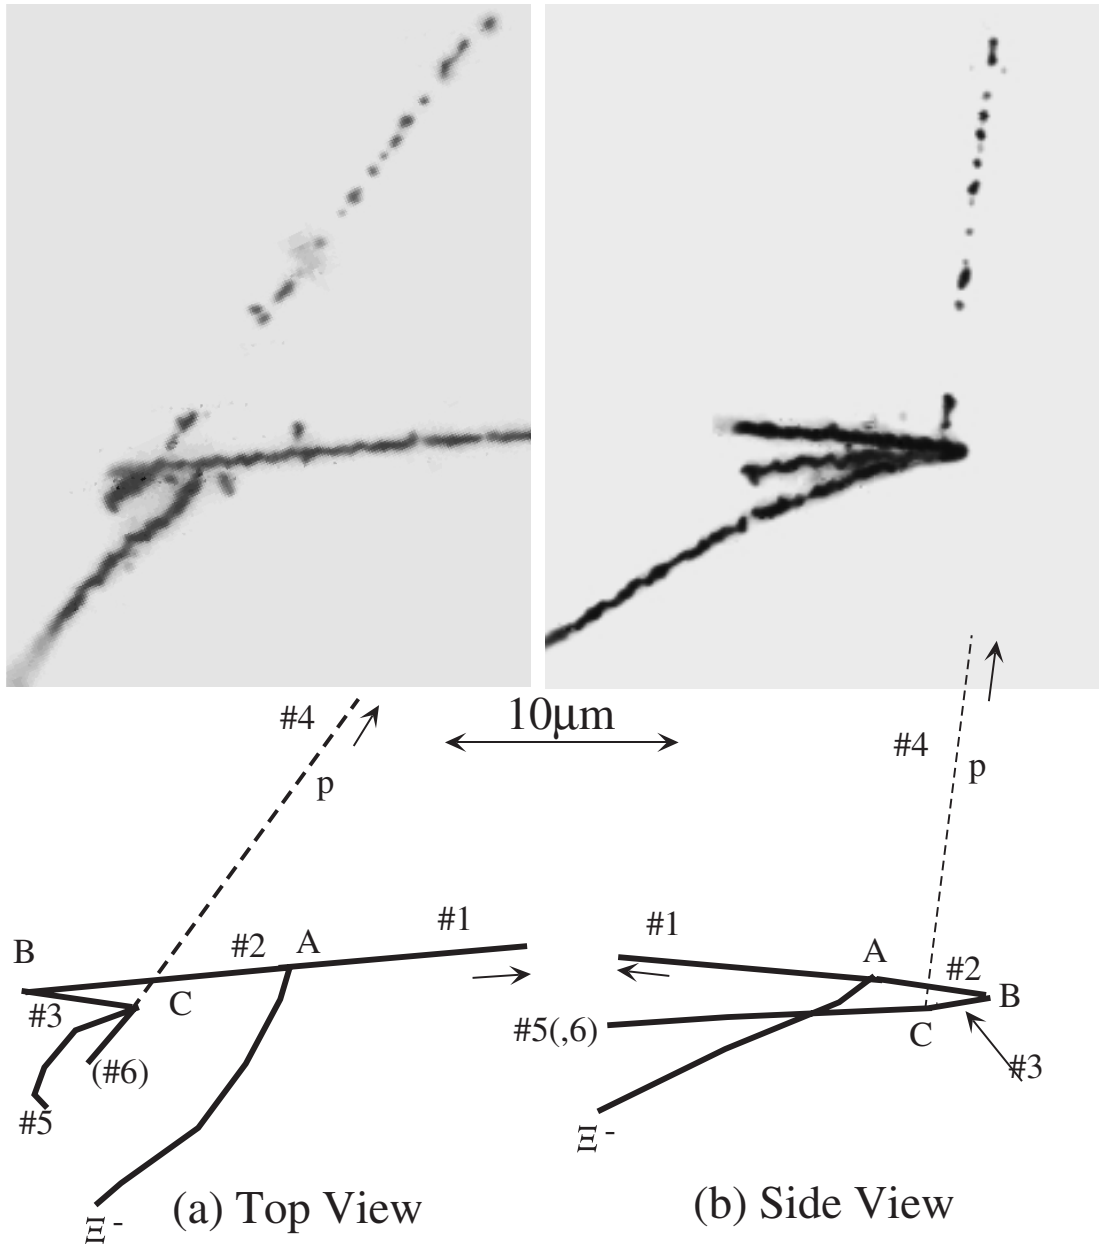 10μm
#4
p
#1
#2
A
B
C
#3
(#6)
#5
Ξ-
(a) Top View
#4
p
#1
A
#2
B
C
#5(,6)
#3
Ξ-
(b) Side View